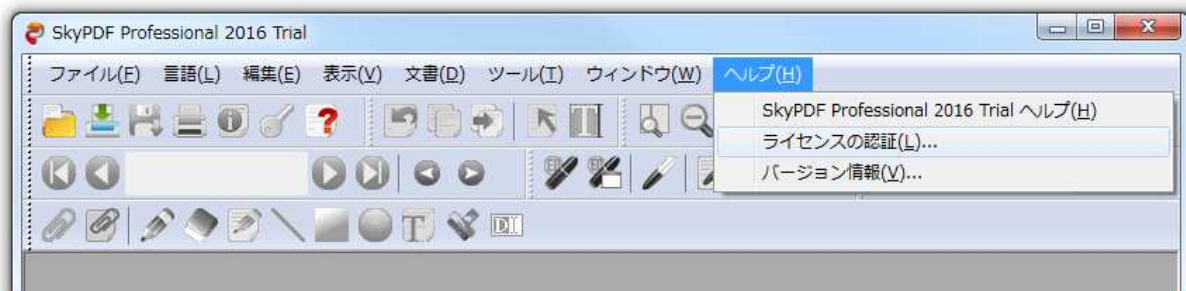 SkyPDF Professional 2016 Trial
ファイル(F) 言語(L) 編集(E) 表示(V) 文書(D) ツール(T) ウィンドウ(W) ヘルプ(H)
SkyPDF Professional 2016 Trial ヘルプ(H)
ライセンスの認証(L)...
バージョン情報(V)...
T
D